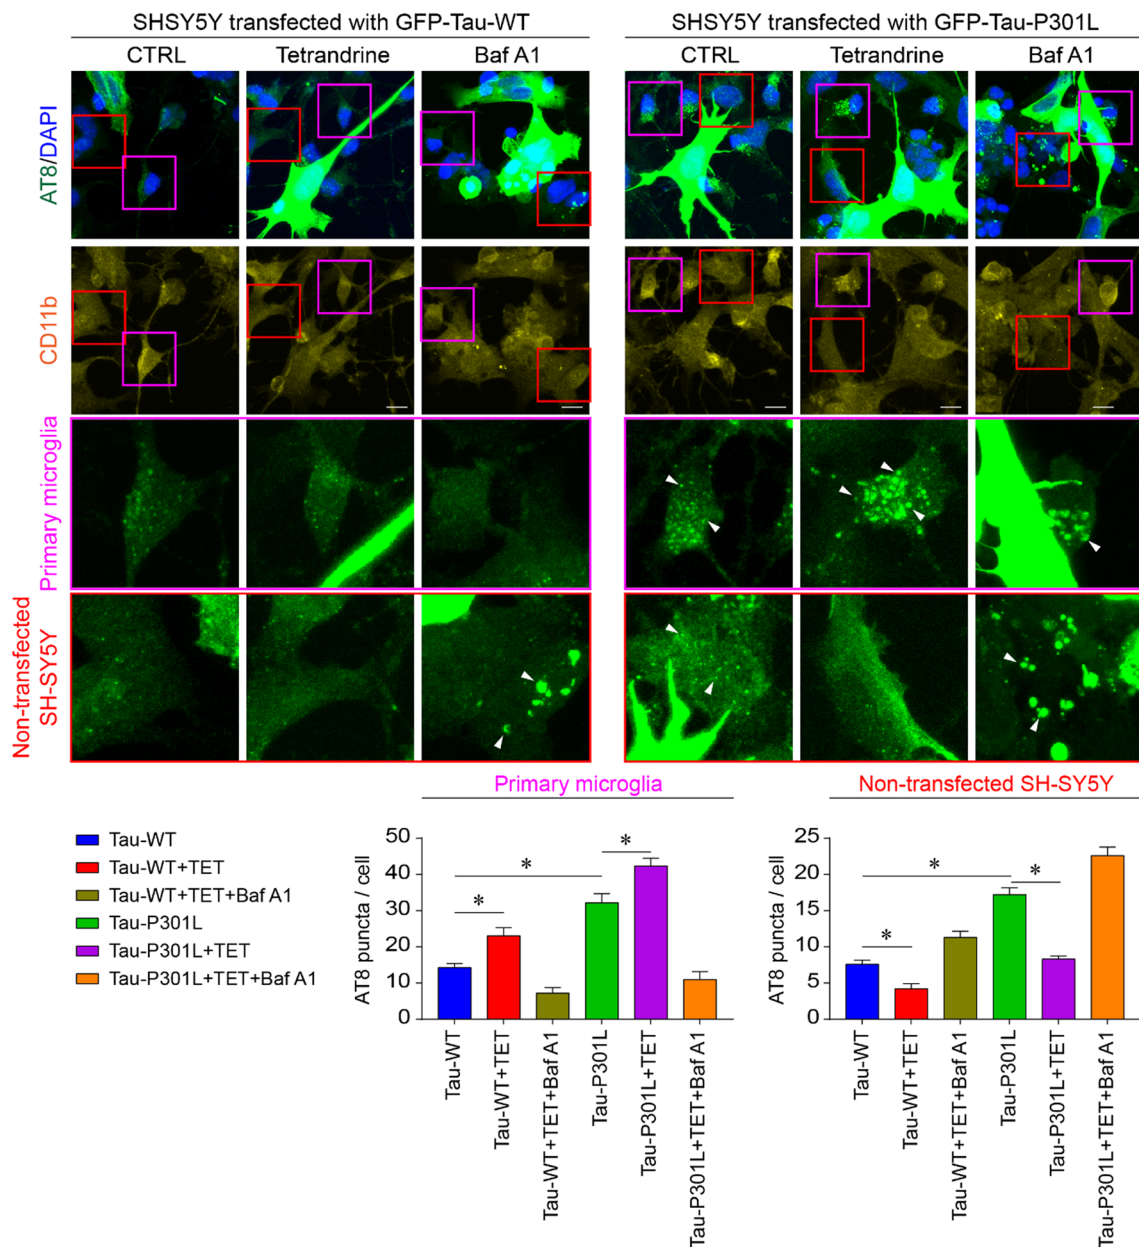 SHSY5Y transfected with GFP-Tau-WT
SHSY5Y transfected with GFP-Tau-P301L
CTRL
Tetrandrine
Baf A1
CTRL
Tetrandrine
Baf A1
AT8/DAPI
CD11b
Primary microglia
Non-transfected
SH-SY5Y
Tau-WT
Tau-WT+TET
Tau-WT+TET+Baf A1
Tau-P301L
Tau-P301L+TET
Tau-P301L+TET+Baf A1
Primary microglia
AT8 puncta / cell
50
40
30
20
10
0
*
*
*
Tau-WT
Tau-WT+TET
Tau-WT+TET+Baf A1
Tau-P301L
Tau-P301L+TET
Tau-P301L+TET+Baf A1
Non-transfected SH-SY5Y
AT8 puncta / cell
25
20
15
10
5
0
*
*
*
Tau-WT
Tau-WT+TET
Tau-WT+TET+Baf A1
Tau-P301L
Tau-P301L+TET
Tau-P301L+TET+Baf A1